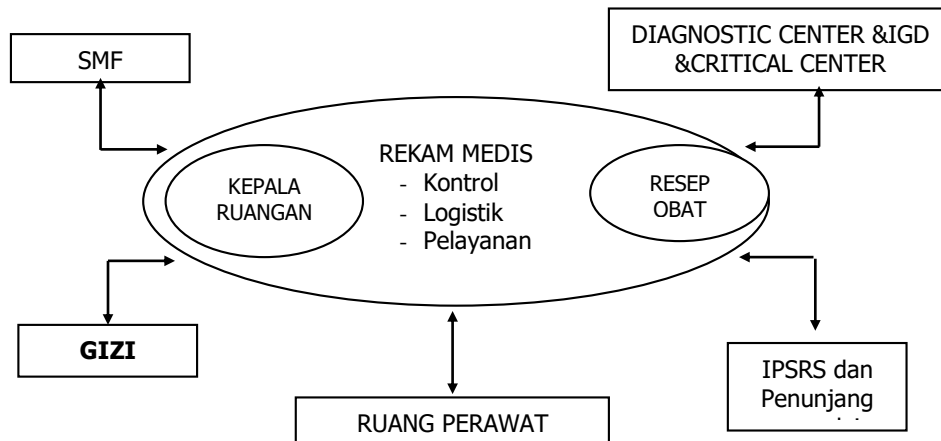 SMF
DIAGNOSTIC CENTER &IGD
&CRITICAL CENTER
REKAM MEDIS
- Kontrol
- Logistik
- Pelayanan
KEPALA
RUANGAN
RESEP
OBAT
GIZI
RUANG PERAWAT
IPSRS dan
Penunjang